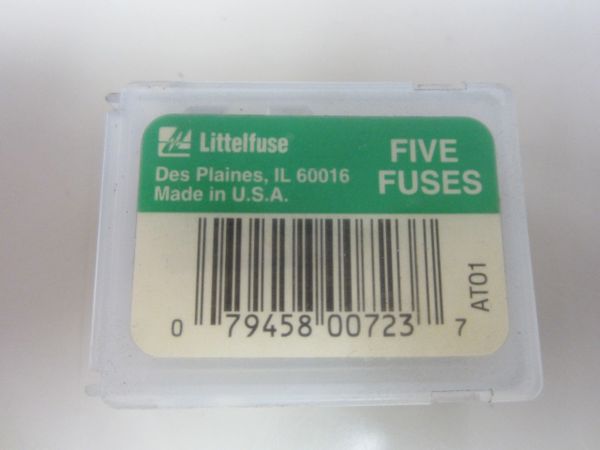 Littelfuse®
Des Plaines, IL 60016
Made in U.S.A.
FIVE
FUSES
0 79458 00723 7
AT01